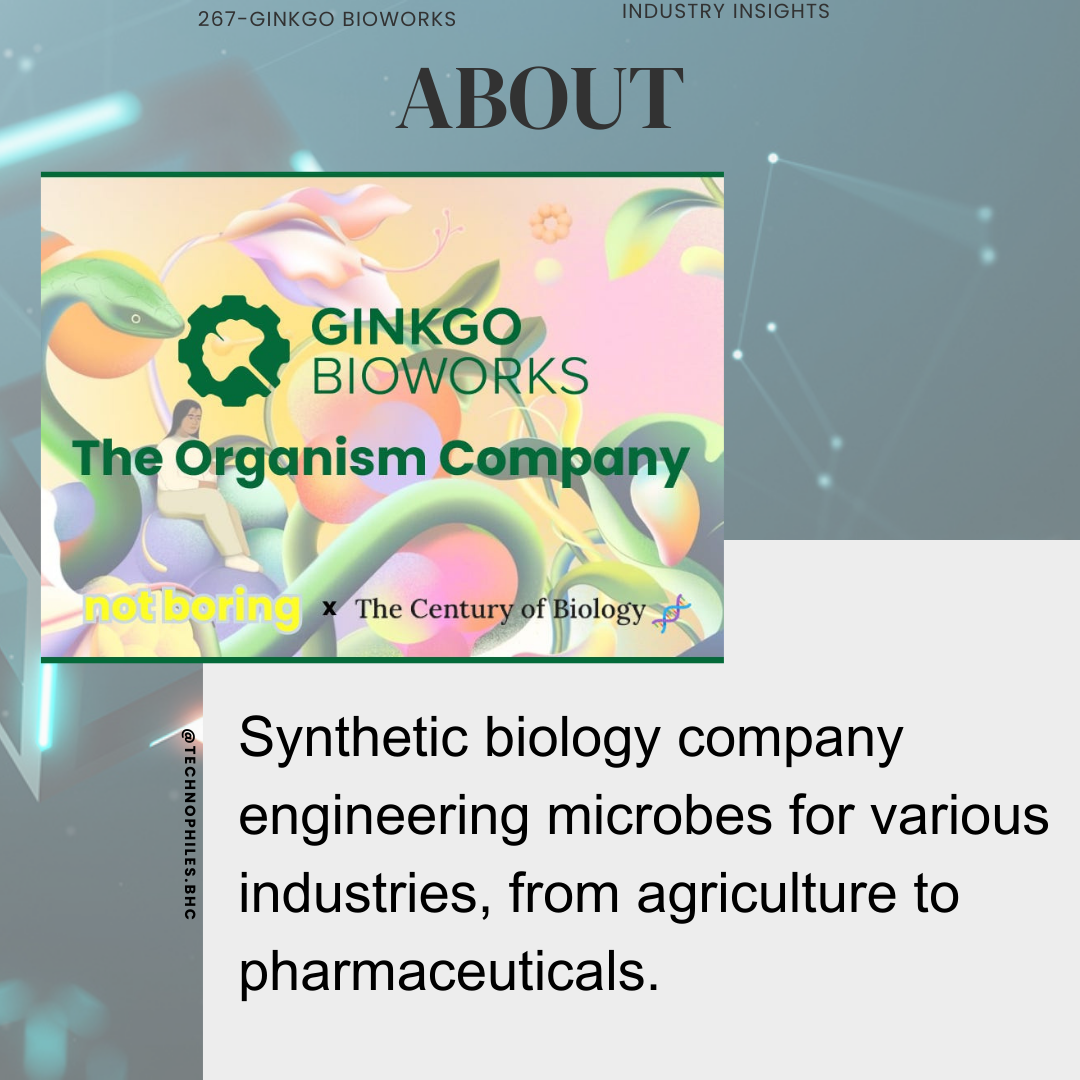 267-GINKGO BIOWORKS
INDUSTRY INSIGHTS
ABOUT
GINKGO
BIOWORKS
The Organism Company
not boring x The Century of Biology
@TECHNOPHILES.BHC
Synthetic biology company
engineering microbes for various
industries, from agriculture to
pharmaceuticals.